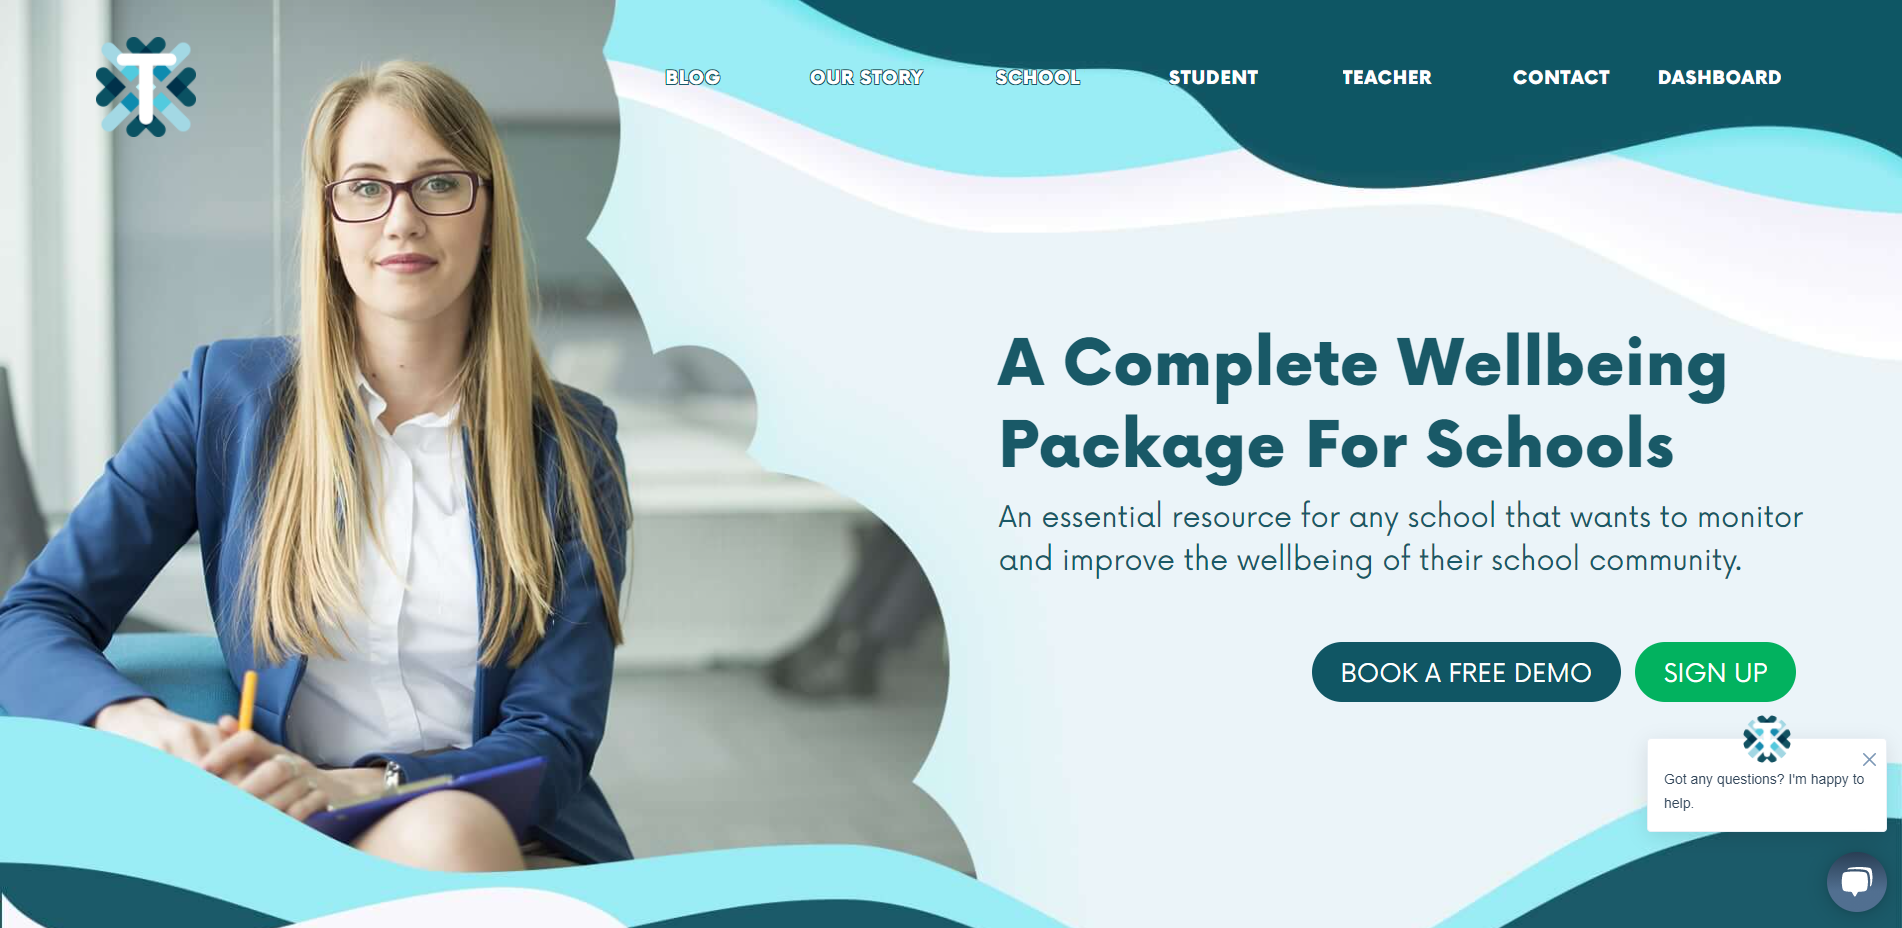 T
BLOG OUR STORY SCHOOL STUDENT TEACHER CONTACT DASHBOARD
A Complete Wellbeing
Package For Schools
An essential resource for any school that wants to monitor
and improve the wellbeing of their school community.
BOOK A FREE DEMO SIGN UP
T
Got any questions? I'm happy to
help.